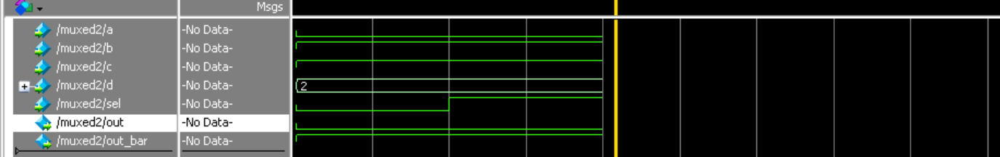 Msgs
/muxed2/a -No Data-
/muxed2/b -No Data-
/muxed2/c -No Data-
/muxed2/d -No Data- 2
/muxed2/sel -No Data-
/muxed2/out -No Data-
/muxed2/out_bar -No Data-